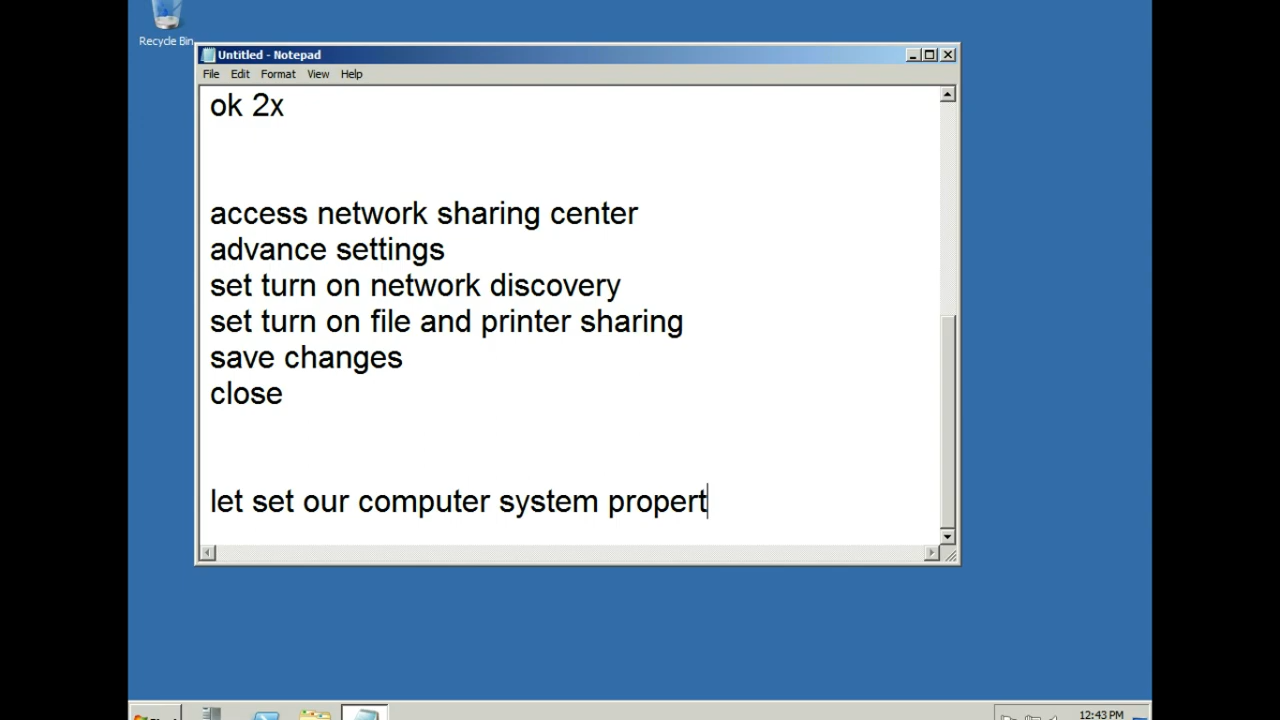 Recycle Bin
Untitled - Notepad
File Edit Format View Help
ok 2x
access network sharing center
advance settings
set turn on network discovery
set turn on file and printer sharing
save changes
close
let set our computer system propert
12:43 PM